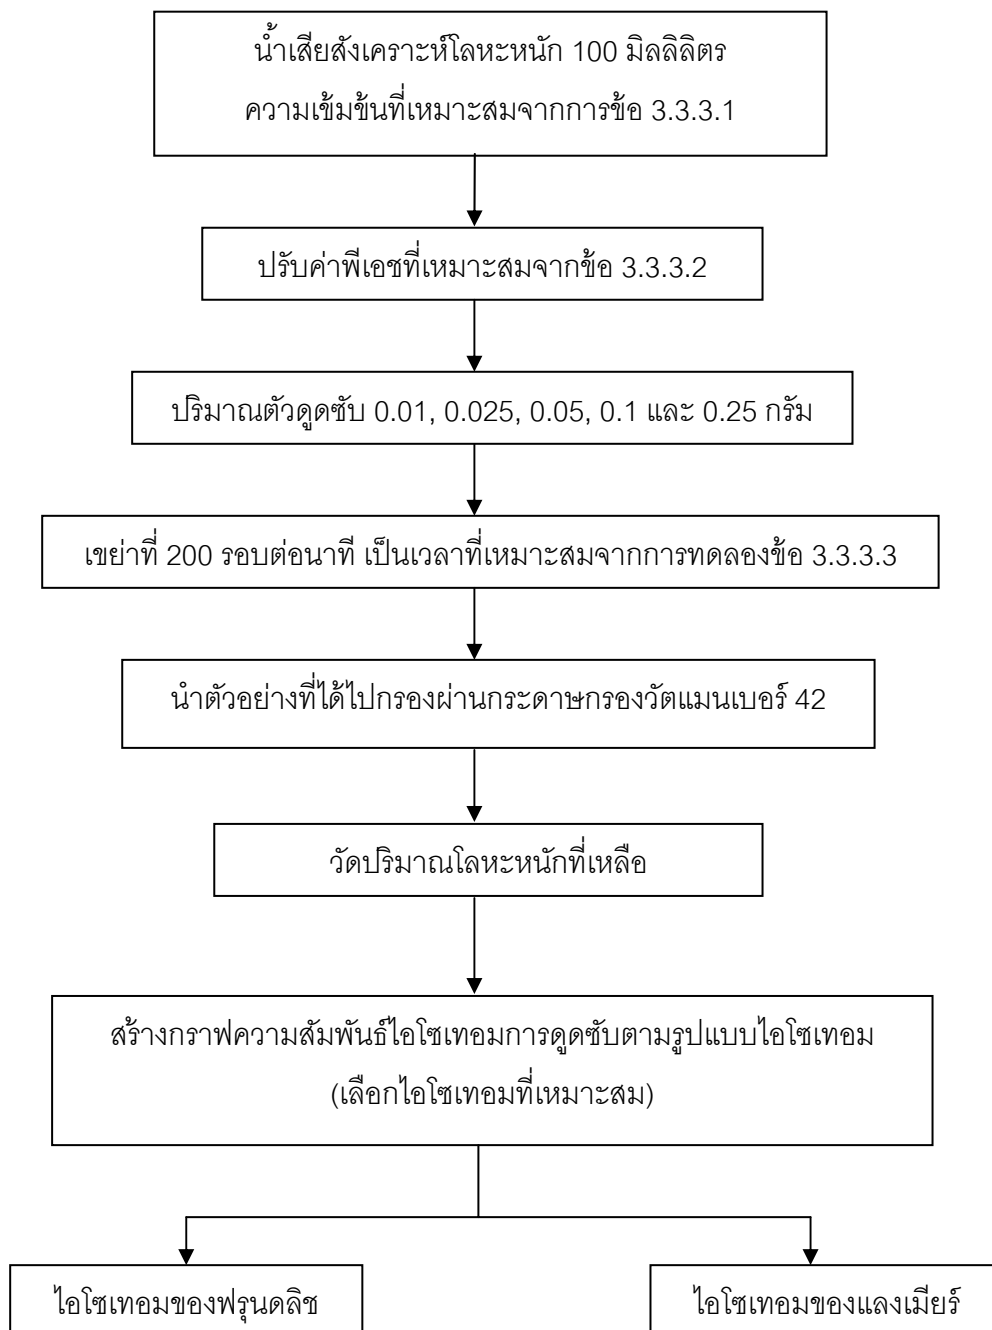 น้ำเสียสังเคราะห์โลหะหนัก 100 มิลลิลิตร
ความเข้มข้นที่เหมาะสมจากการข้อ 3.3.3.1
ปรับค่าพีเอชที่เหมาะสมจากข้อ 3.3.3.2
ปริมาณตัวดูดซับ 0.01, 0.025, 0.05, 0.1 และ 0.25 กรัม
เขย่าที่ 200 รอบต่อนาที เป็นเวลาที่เหมาะสมจากการทดลองข้อ 3.3.3.3
นำตัวอย่างที่ได้ไปกรองผ่านกระดาษกรองวัตแมนเบอร์ 42
วัดปริมาณโลหะหนักที่เหลือ
สร้างกราฟความสัมพันธ์ไอโซเทอมการดูดซับตามรูปแบบไอโซเทอม
(เลือกไอโซเทอมที่เหมาะสม)
ไอโซเทอมของฟรุนดลิช
ไอโซเทอมของแลงเมียร์